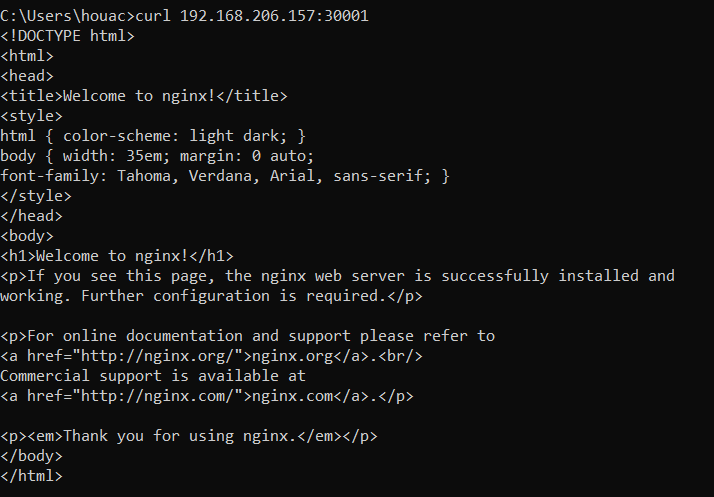 C:\Users\houac>curl 192.168.206.157:30001
<!DOCTYPE html>
<html>
<head>
<title>Welcome to nginx!</title>
<style>
html { color-scheme: light dark; }
body { width: 35em; margin: 0 auto;
font-family: Tahoma, Verdana, Arial, sans-serif; }
</style>
</head>
<body>
<h1>Welcome to nginx!</h1>
<p>If you see this page, the nginx web server is successfully installed and
working. Further configuration is required.</p>

<p>For online documentation and support please refer to
<a href="http://nginx.org/">nginx.org</a>.<br/>
Commercial support is available at
<a href="http://nginx.com/">nginx.com</a>.</p>

<p><em>Thank you for using nginx.</em></p>
</body>
</html>